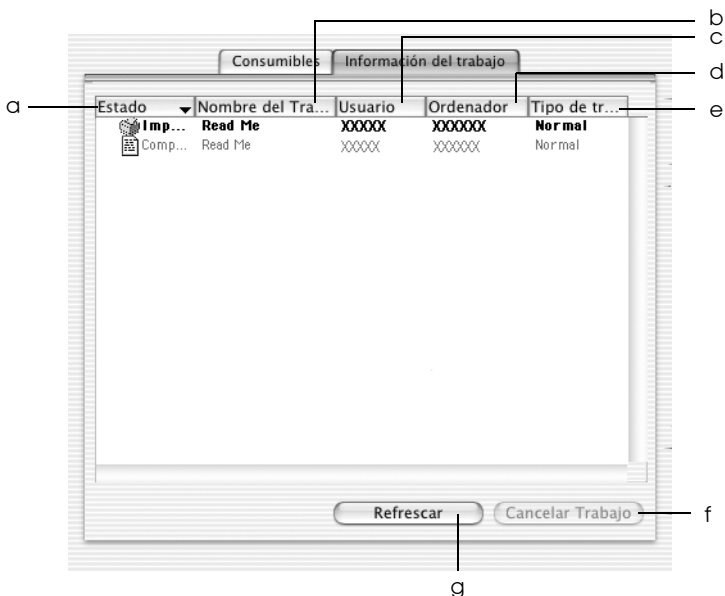 b
c
Consumibles Información del trabajo
d
a Estado Nombre del Tra... Usuario Ordenador Tipo de tr... e
Imp... Read Me XXXXX XXXXXX Normal
Comp... Read Me XXXXX XXXXXX Normal
Refrescar Cancelar Trabajo f
g